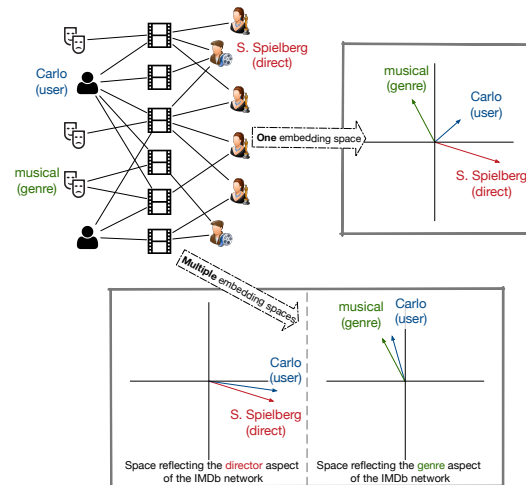 S. Spielberg
(direct)
Carlo
(user)
musical
(genre)
One embedding space
musical
(genre)
Carlo
(user)
S. Spielberg
(direct)
Multiple embedding spaces
Carlo
(user)
S. Spielberg
(direct)
Space reflecting the director aspect
of the IMDb network
musical
(genre)
Carlo
(user)
Space reflecting the genre aspect
of the IMDb network